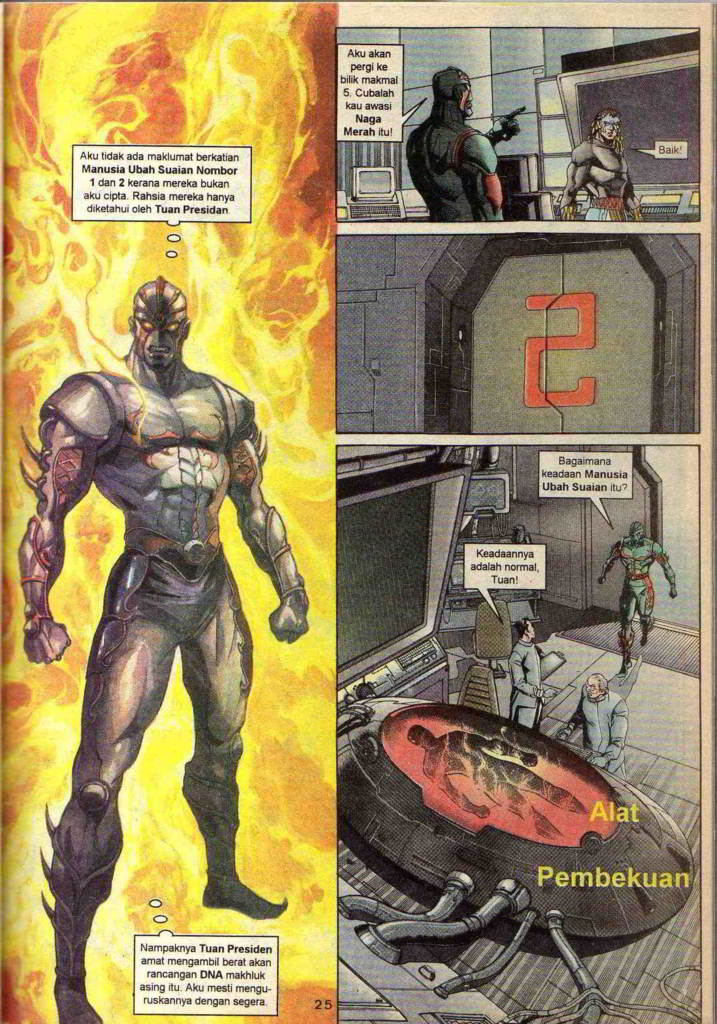 Aku tidak ada maklumat berkatian
Manusia Ubah Suaian Nombor
1 dan 2 kerana mereka bukan
aku cipta. Rahsia mereka hanya
diketahui oleh Tuan Presidan.
Nampaknya Tuan Presiden
amat mengambil berat akan
rancangan DNA makhluk
asing itu. Aku mesti mengu-
ruskannya dengan segera.
25
Aku akan
pergi ke
bilik makmal
5. Cubalah
kau awasi
Naga
Merah itu!
Baik!
2
Bagaimana
keadaan Manusia
Ubah Suaian itu?
Keadaannya
adalah normal,
Tuan!
Alat
Pembekuan